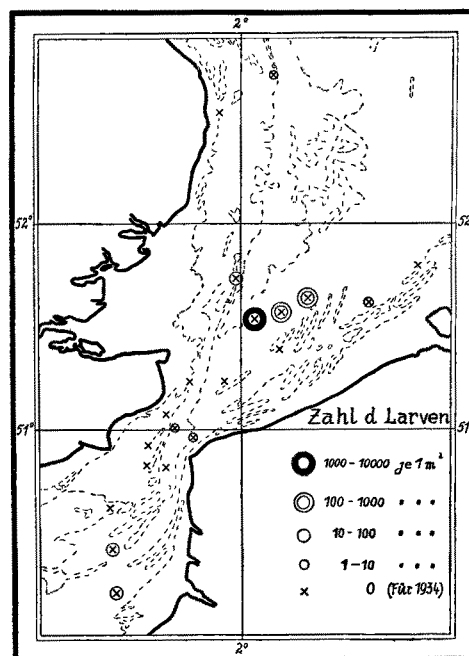 2°
52°
52°
51°
51°
Zahl d Larven
1000-10000 je 1 m²
100-1000 " " "
10-100 " " "
1-10 " " "
0 (Für 1934)
2°